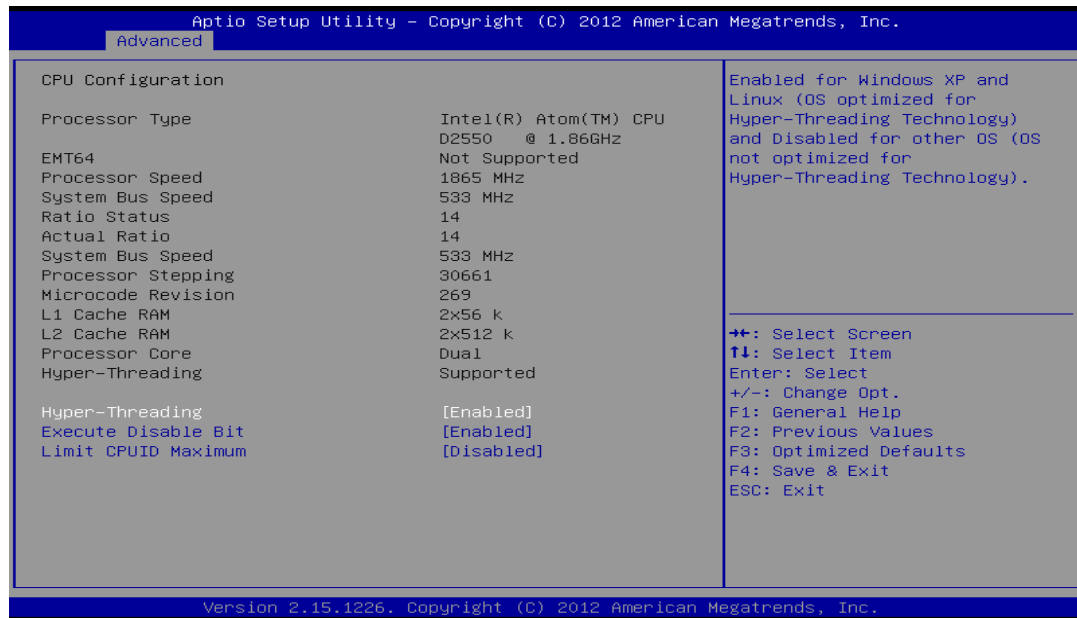 Aptio Setup Utility – Copyright (C) 2012 American Megatrends, Inc.
Advanced
CPU Configuration
Processor Type Intel(R) Atom(TM) CPU
D2550 @ 1.86GHz
EMT64 Not Supported
Processor Speed 1865 MHz
System Bus Speed 533 MHz
Ratio Status 14
Actual Ratio 14
System Bus Speed 533 MHz
Processor Stepping 30661
Microcode Revision 269
L1 Cache RAM 2x56 k
L2 Cache RAM 2x512 k
Processor Core Dual
Hyper-Threading Supported
Hyper-Threading [Enabled]
Execute Disable Bit [Enabled]
Limit CPUID Maximum [Disabled]
Enabled for Windows XP and
Linux (OS optimized for
Hyper-Threading Technology)
and Disabled for other OS (OS
not optimized for
Hyper-Threading Technology).
→←: Select Screen
↑↓: Select Item
Enter: Select
+/-: Change Opt.
F1: General Help
F2: Previous Values
F3: Optimized Defaults
F4: Save & Exit
ESC: Exit
Version 2.15.1226. Copyright (C) 2012 American Megatrends, Inc.